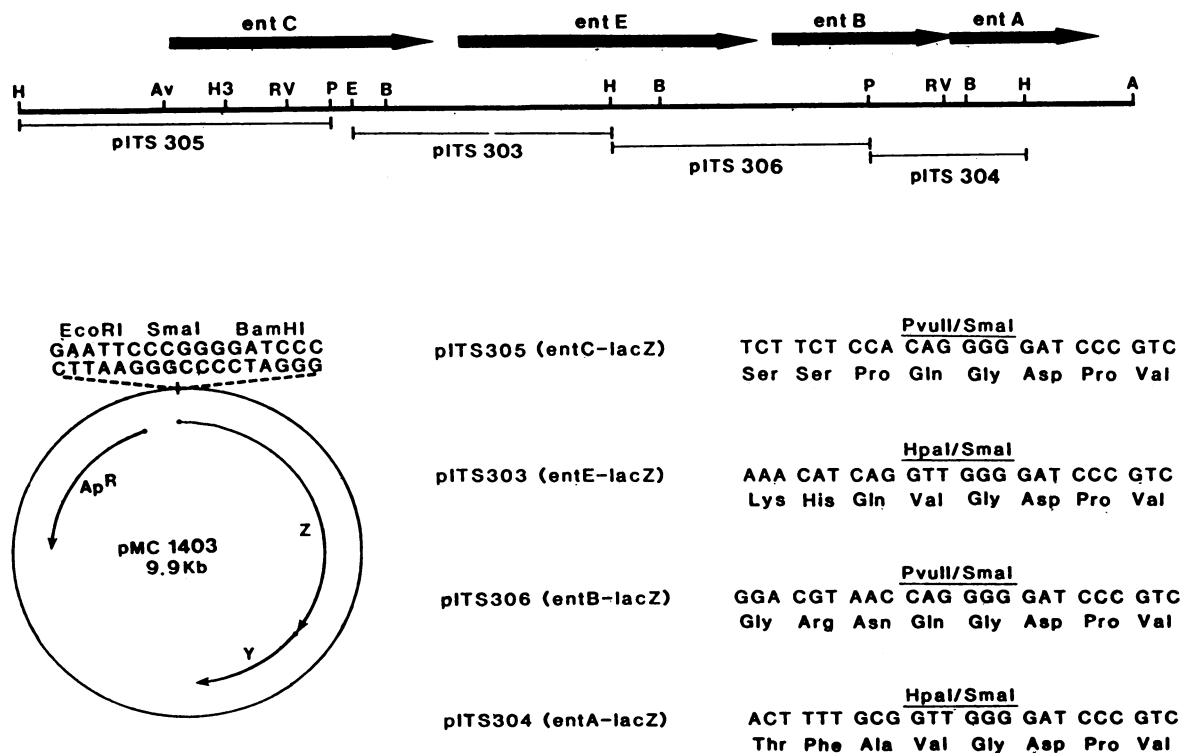 ent C ent E ent B ent A
H Av H3 RV P E B H B P RV B H A
pITS 305 pITS 303 pITS 306 pITS 304
EcoRI SmaI BamHI
GAATTCCCGGGGATCCC
CTTAAGGGCCCCTAGGG
ApR
Z
Y
pMC 1403
9.9Kb
PvuII/SmaI
pITS305 (entC-lacZ) TCT TCT CCA CAG GGG GAT CCC GTC
Ser Ser Pro Gln Gly Asp Pro Val
HpaI/SmaI
pITS303 (entE-lacZ) AAA CAT CAG GTT GGG GAT CCC GTC
Lys His Gln Val Gly Asp Pro Val
PvuII/SmaI
pITS306 (entB-lacZ) GGA CGT AAC CAG GGG GAT CCC GTC
Gly Arg Asn Gln Gly Asp Pro Val
HpaI/SmaI
pITS304 (entA-lacZ) ACT TTT GCG GTT GGG GAT CCC GTC
Thr Phe Ala Val Gly Asp Pro Val